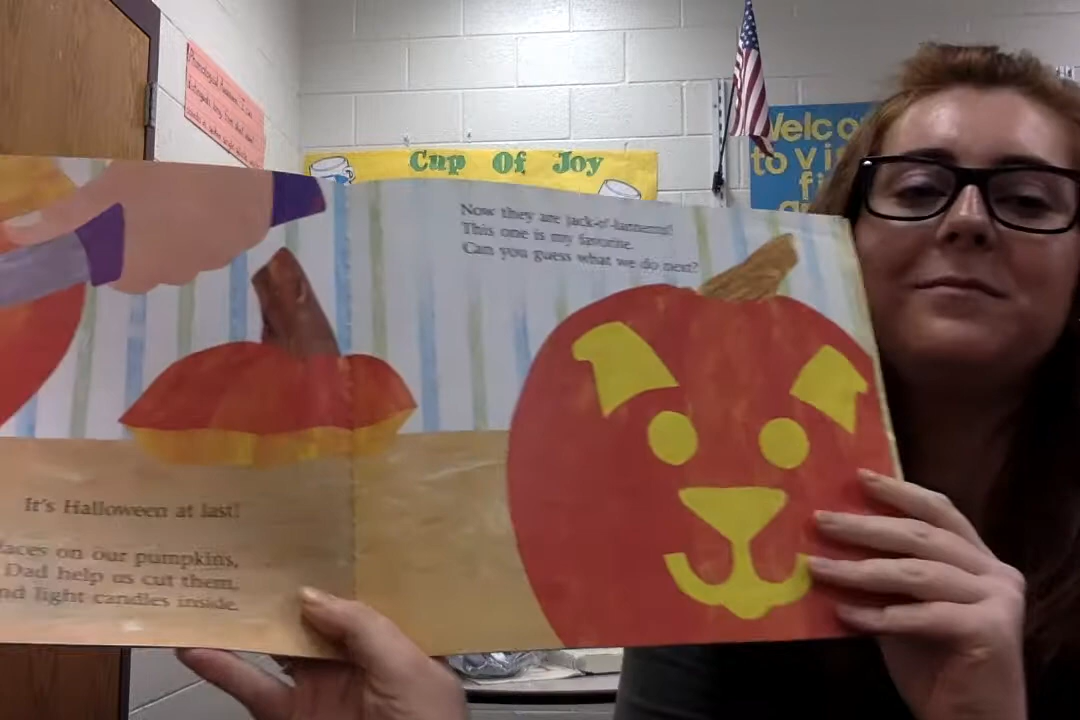 Cup Of Joy
Welco
to vi
fi
Now they are jack-o'-lanterns!
This one is my favorite.
Can you guess what we do next?
It's Halloween at last!
faces on our pumpkins,
Dad help us cut them,
nd light candles inside.